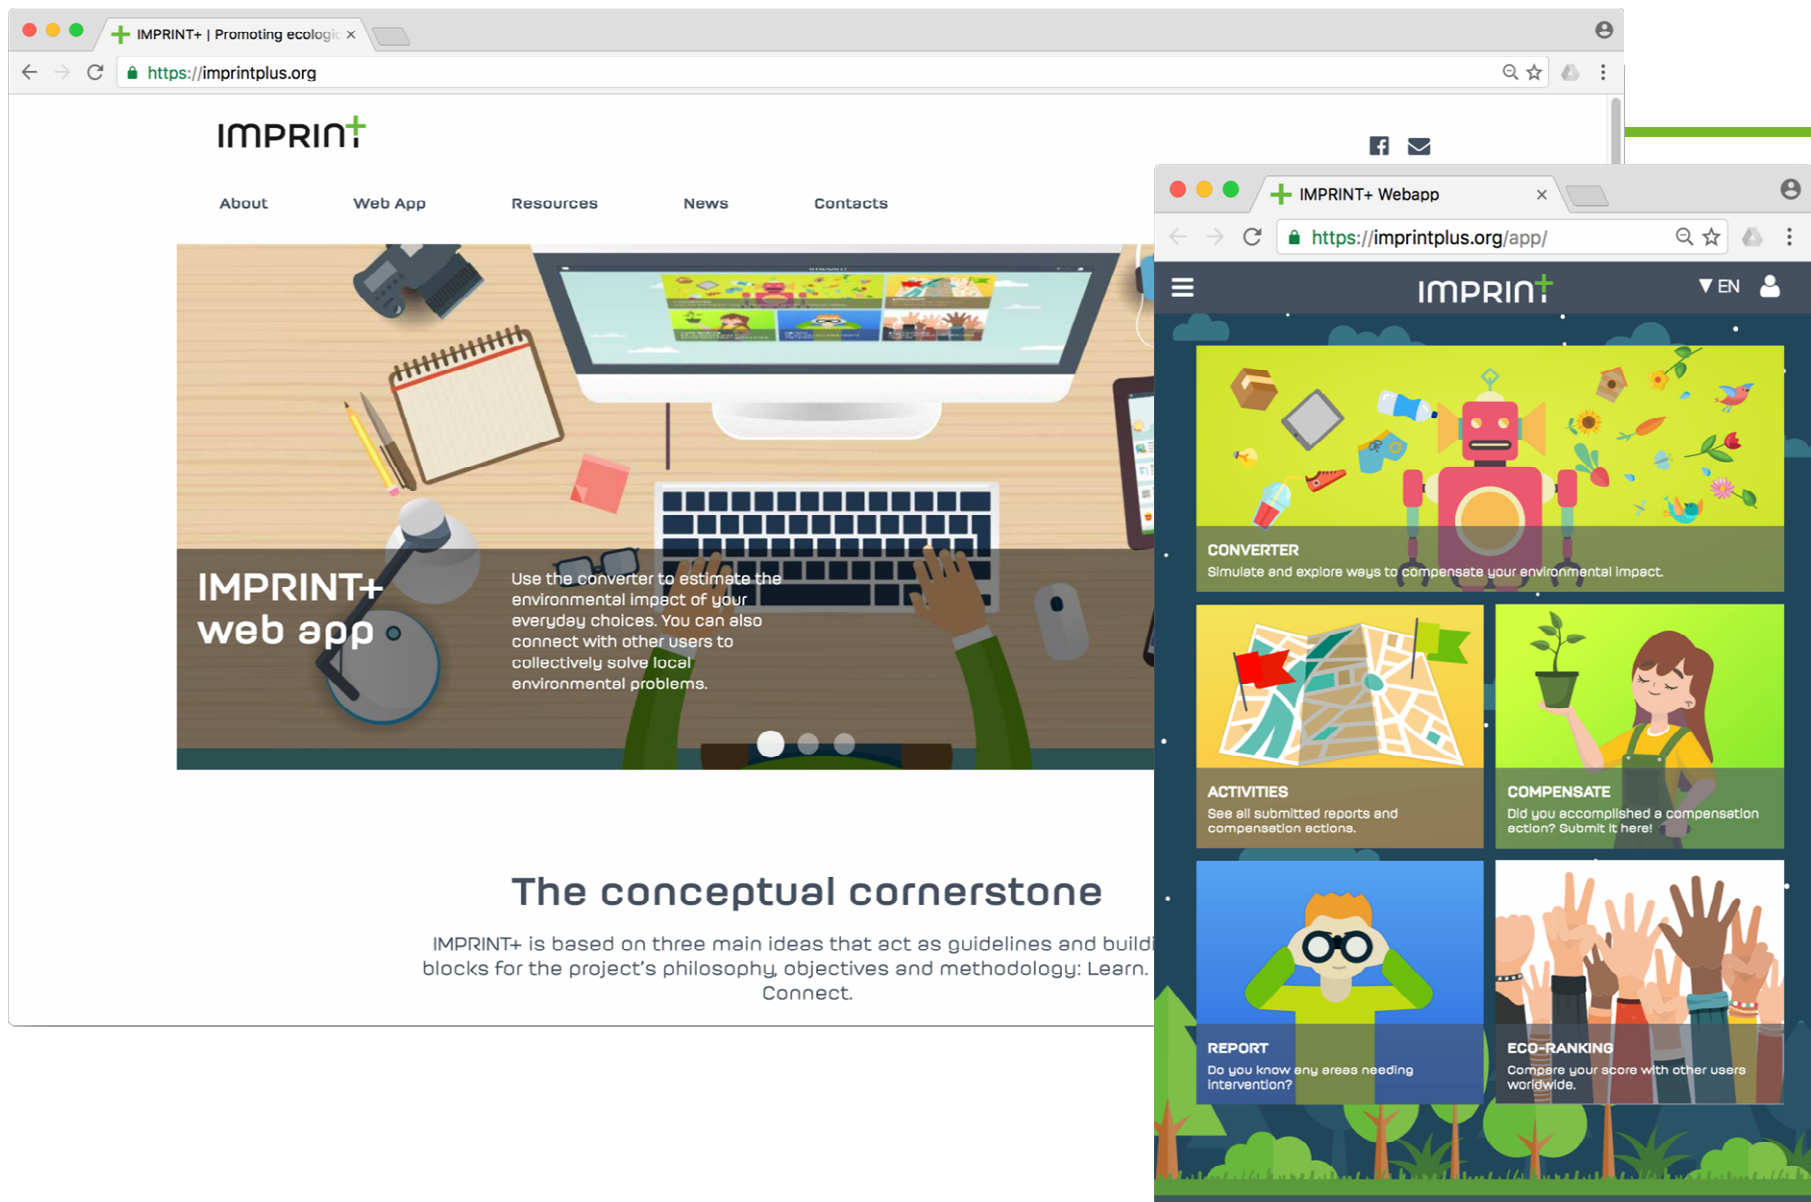 IMPRINT+ | Promoting ecologic
https://imprintplus.org
IMPRINT+
About
Web App
Resources
News
Contacts
IMPRINT+
web app
Use the converter to estimate the
environmental impact of your
everyday choices. You can also
connect with other users to
collectively solve local
environmental problems.
The conceptual cornerstone
IMPRINT+ is based on three main ideas that act as guidelines and buildi
blocks for the project's philosophy, objectives and methodology: Learn.
Connect.
IMPRINT+ Webapp
https://imprintplus.org/app/
IMPRINT+
▼ EN
CONVERTER
Simulate and explore ways to compensate your environmental impact.
ACTIVITIES
See all submitted reports and
compensation actions.
COMPENSATE
Did you accomplished a compensation
action? Submit it here!
REPORT
Do you know any areas needing
intervention?
ECO-RANKING
Compare your score with other users
worldwide.